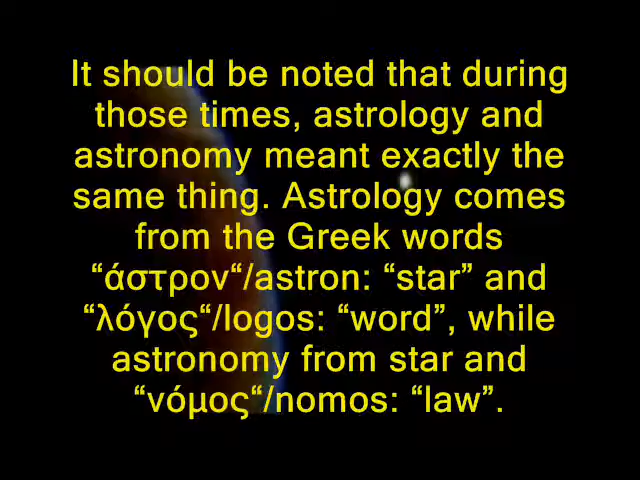 It should be noted that during
those times, astrology and
astronomy meant exactly the
same thing. Astrology comes
from the Greek words
“άστρον“/astron: “star” and
“λόγος“/logos: “word”, while
astronomy from star and
“νόμος“/nomos: “law”.